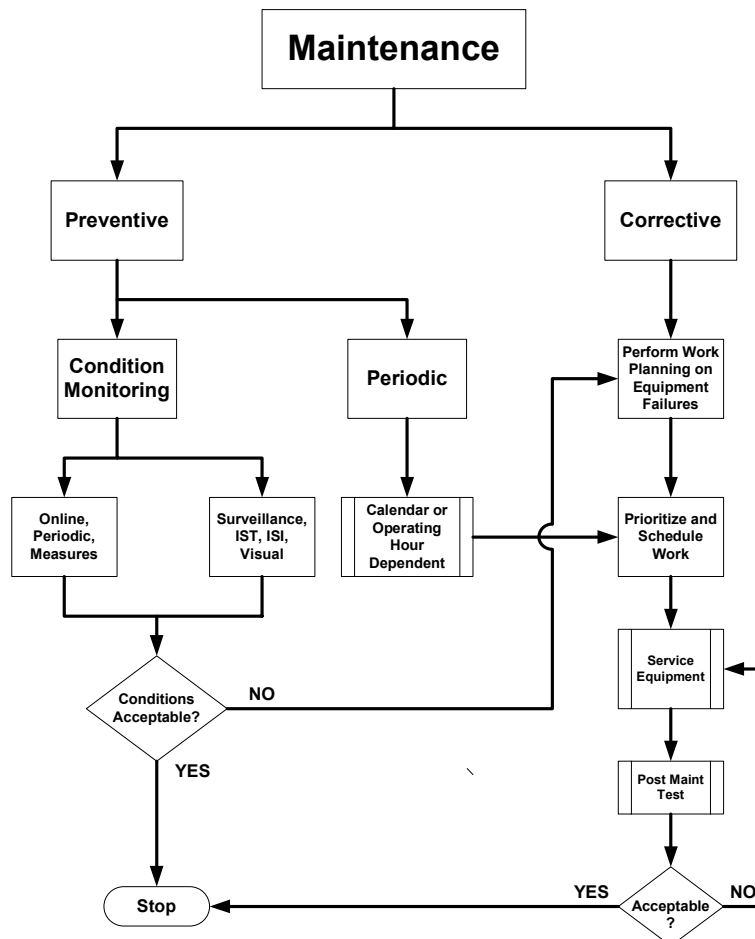 Maintenance
Preventive
Corrective
Condition
Monitoring
Periodic
Perform Work
Planning on
Equipment
Failures
Online,
Periodic,
Measures
Surveillance,
IST, ISI,
Visual
Calendar or
Operating
Hour
Dependent
Prioritize and
Schedule
Work
Service
Equipment
Conditions
Acceptable?
NO
YES
Post Maint
Test
Stop
YES
Acceptable
?
NO